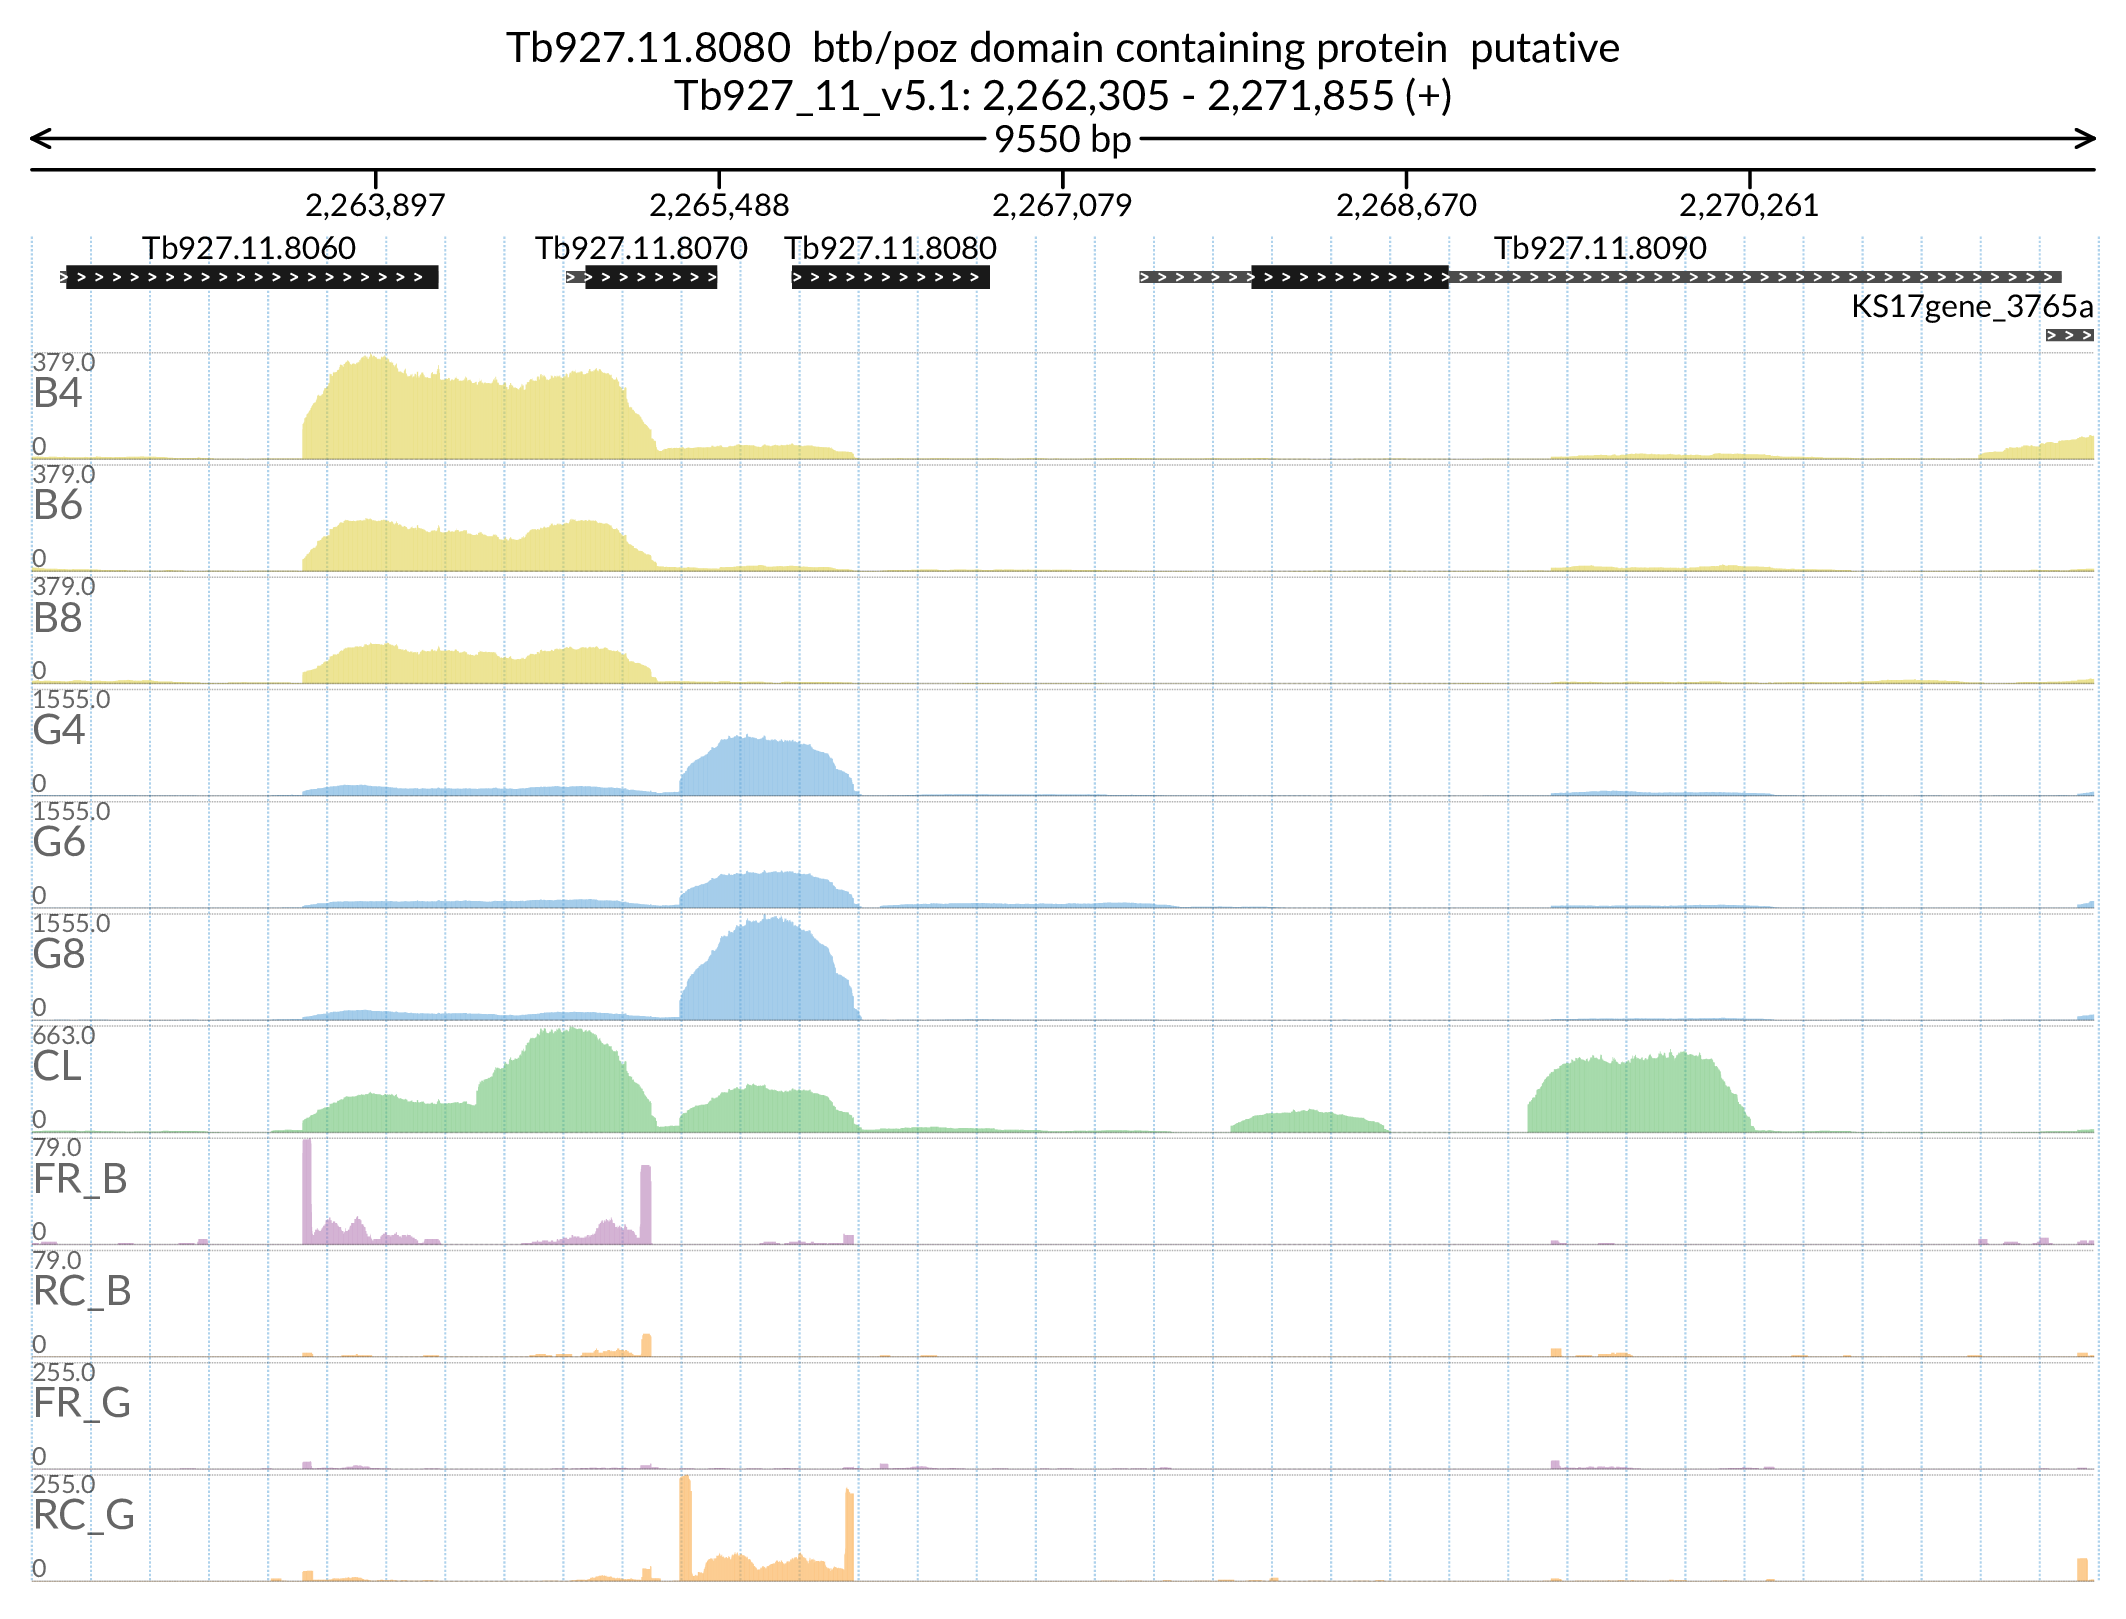 Tb927.11.8080  btb/poz domain containing protein  putative
Tb927_11_v5.1: 2,262,305 - 2,271,855 (+)
9550 bp
2,263,897 2,265,488 2,267,079 2,268,670 2,270,261
Tb927.11.8060 Tb927.11.8070 Tb927.11.8080 Tb927.11.8090
KS17gene_3765a
379.0
B4
0
379.0
B6
0
379.0
B8
0
1555.0
G4
0
1555.0
G6
0
1555.0
G8
0
663.0
CL
0
79.0
FR_B
0
79.0
RC_B
0
255.0
FR_G
0
255.0
RC_G
0